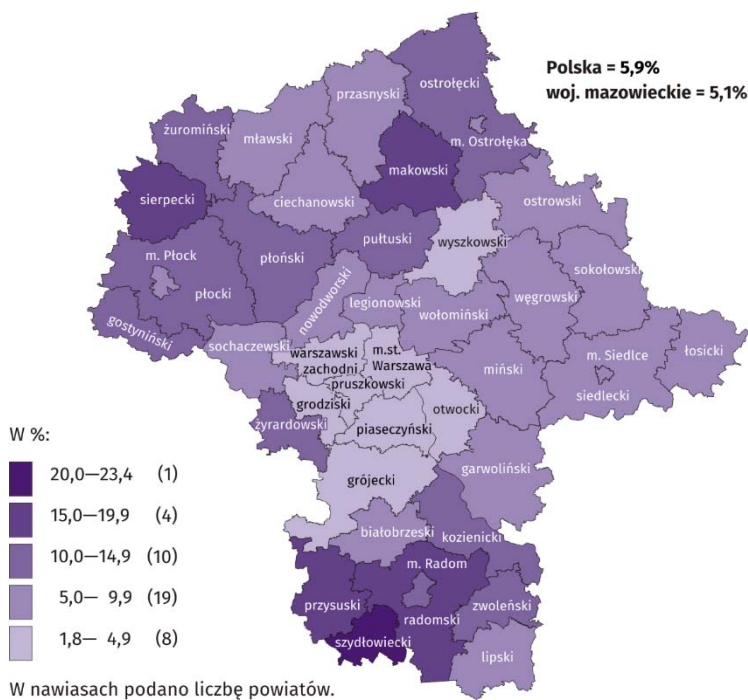 Polska = 5,9%
woj. mazowieckie = 5,1%
ostrołęcki
przasnyski
żuromiński
mławski
m. Ostrołęka
makowski
sierpecki
ciechanowski
ostrowski
pułtuski
wyszkowski
m. Płock
płoński
sokołowski
płocki
nowodworski
legionowski
węgrowski
wołomiński
gostyniński
sochaczewski
warszawski
zachodni
m.st.
Warszawa
m. Siedlce
łosicki
pruszkowski
miński
siedlecki
grodziski
otwocki
żyrardowski
piaseczyński
garwoliński
grójecki
białobrzeski
kozienicki
m. Radom
przysuski
zwoleński
radomski
szydłowiecki
lipski
W %:
20,0—23,4 (1)
15,0—19,9 (4)
10,0—14,9 (10)
5,0— 9,9 (19)
1,8— 4,9 (8)
W nawiasach podano liczbę powiatów.